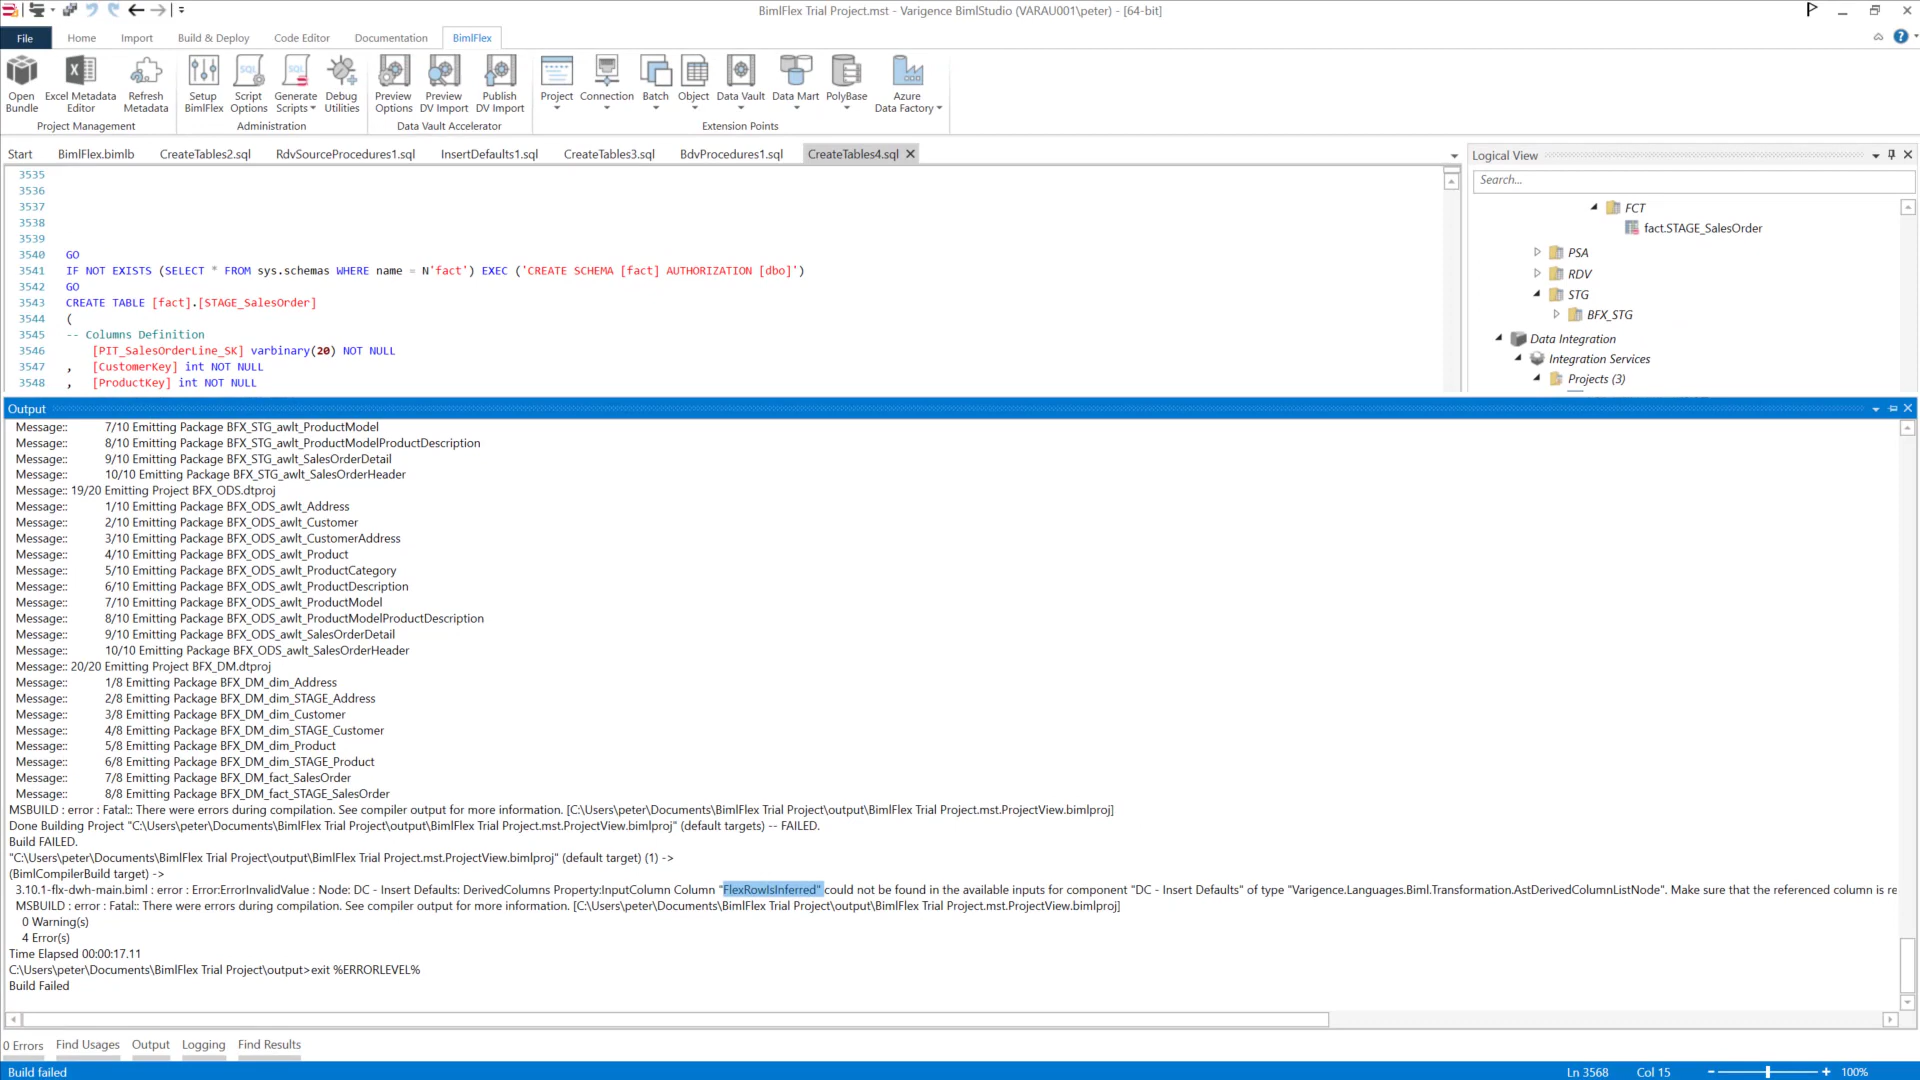 BimlFlex Trial Project.mst - Varigence BimlStudio (VARAU001\peter) - [64-bit]
File Home Import Build & Deploy Code Editor Documentation BimlFlex
Open Bundle
Excel Metadata Editor
Refresh Metadata
Setup BimlFlex
Script Options
Generate Scripts
Debug Utilities
Preview Options
Preview DV Import
Publish DV Import
Project
Connection
Batch
Object
Data Vault
Data Mart
PolyBase
Azure Data Factory
Project Management Administration Data Vault Accelerator Extension Points
Start BimlFlex.bimlb CreateTables2.sql RdvSourceProcedures1.sql InsertDefaults1.sql CreateTables3.sql BdvProcedures1.sql CreateTables4.sql
3535
3536
3537
3538
3539
3540 GO
3541 IF NOT EXISTS (SELECT * FROM sys.schemas WHERE name = N'fact') EXEC ('CREATE SCHEMA [fact] AUTHORIZATION [dbo]')
3542 GO
3543 CREATE TABLE [fact].[STAGE_SalesOrder]
3544 (
3545 -- Columns Definition
3546 [PIT_SalesOrderLine_SK] varbinary(20) NOT NULL
3547 , [CustomerKey] int NOT NULL
3548 , [ProductKey] int NOT NULL
Logical View
Search...
FCT
fact.STAGE_SalesOrder
PSA
RDV
STG
BFX_STG
Data Integration
Integration Services
Projects (3)
Output
Message:: 7/10 Emitting Package BFX_STG_awlt_ProductModel
Message:: 8/10 Emitting Package BFX_STG_awlt_ProductModelProductDescription
Message:: 9/10 Emitting Package BFX_STG_awlt_SalesOrderDetail
Message:: 10/10 Emitting Package BFX_STG_awlt_SalesOrderHeader
Message:: 19/20 Emitting Project BFX_ODS.dtproj
Message:: 1/10 Emitting Package BFX_ODS_awlt_Address
Message:: 2/10 Emitting Package BFX_ODS_awlt_Customer
Message:: 3/10 Emitting Package BFX_ODS_awlt_CustomerAddress
Message:: 4/10 Emitting Package BFX_ODS_awlt_Product
Message:: 5/10 Emitting Package BFX_ODS_awlt_ProductCategory
Message:: 6/10 Emitting Package BFX_ODS_awlt_ProductDescription
Message:: 7/10 Emitting Package BFX_ODS_awlt_ProductModel
Message:: 8/10 Emitting Package BFX_ODS_awlt_ProductModelProductDescription
Message:: 9/10 Emitting Package BFX_ODS_awlt_SalesOrderDetail
Message:: 10/10 Emitting Package BFX_ODS_awlt_SalesOrderHeader
Message:: 20/20 Emitting Project BFX_DM.dtproj
Message:: 1/8 Emitting Package BFX_DM_dim_Address
Message:: 2/8 Emitting Package BFX_DM_dim_STAGE_Address
Message:: 3/8 Emitting Package BFX_DM_dim_Customer
Message:: 4/8 Emitting Package BFX_DM_dim_STAGE_Customer
Message:: 5/8 Emitting Package BFX_DM_dim_Product
Message:: 6/8 Emitting Package BFX_DM_dim_STAGE_Product
Message:: 7/8 Emitting Package BFX_DM_fact_SalesOrder
Message:: 8/8 Emitting Package BFX_DM_fact_STAGE_SalesOrder
MSBUILD : error : Fatal:: There were errors during compilation. See compiler output for more information. [C:\Users\peter\Documents\BimlFlex Trial Project\output\BimlFlex Trial Project.mst.ProjectView.bimlproj]
Done Building Project "C:\Users\peter\Documents\BimlFlex Trial Project\output\BimlFlex Trial Project.mst.ProjectView.bimlproj" (default targets) -- FAILED.
Build FAILED.
"C:\Users\peter\Documents\BimlFlex Trial Project\output\BimlFlex Trial Project.mst.ProjectView.bimlproj" (default target) (1) ->
(BimlCompilerBuild target) ->
3.10.1-flx-dwh-main.biml : error : Error:ErrorInvalidValue : Node: DC - Insert Defaults: DerivedColumns Property:InputColumn Column "FlexRowIsInferred" could not be found in the available inputs for component "DC - Insert Defaults" of type "Varigence.Languages.Biml.Transformation.AstDerivedColumnListNode". Make sure that the referenced column is re
MSBUILD : error : Fatal:: There were errors during compilation. See compiler output for more information. [C:\Users\peter\Documents\BimlFlex Trial Project\output\BimlFlex Trial Project.mst.ProjectView.bimlproj]
0 Warning(s)
4 Error(s)
Time Elapsed 00:00:17.11
C:\Users\peter\Documents\BimlFlex Trial Project\output>exit %ERRORLEVEL%
Build Failed
0 Errors Find Usages Output Logging Find Results
Build failed Ln 3568 Col 15 100%